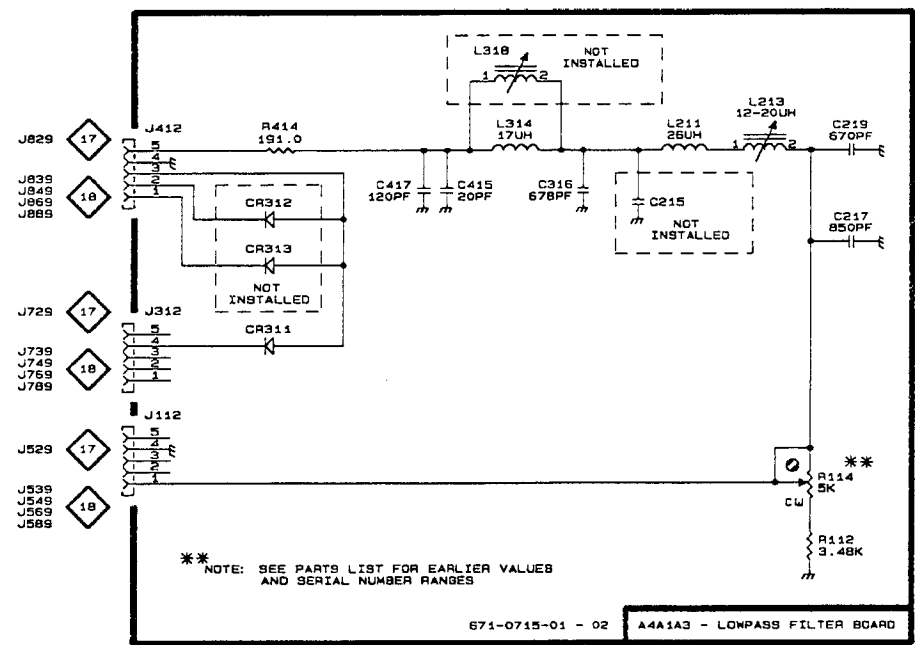 L318
NOT
INSTALLED
1 2
J829 17 J412
R414
191.0
L314
17UH
L211
26UH
L213
12-20UH
1 2
C219
670PF
5
4
3
2
1
J839
J849
J869
J889
18
C417
120PF
C415
20PF
C316
678PF
C215
NOT
INSTALLED
C217
850PF
CR312
CR313
NOT
INSTALLED
J729 17 J312
CR311
5
4
3
2
1
J739
J749
J769
J789
18
J112
J529 17
5
4
3
2
1
J539
J549
J569
J589
18
**
R114
5K
CW
R112
3.48K
**NOTE: SEE PARTS LIST FOR EARLIER VALUES
AND SERIAL NUMBER RANGES
671-0715-01 - 02
A4A1A3 - LOWPASS FILTER BOARD